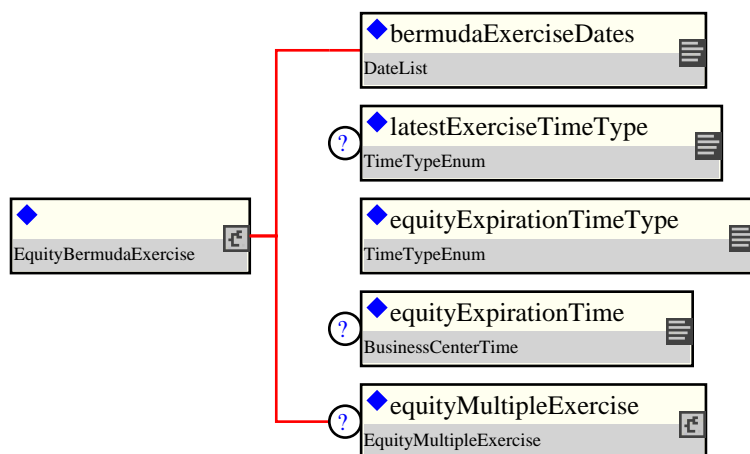 bermudaExerciseDates
DateList
? latestExerciseTimeType
TimeTypeEnum
EquityBermudaExercise
equityExpirationTimeType
TimeTypeEnum
? equityExpirationTime
BusinessCenterTime
? equityMultipleExercise
EquityMultipleExercise